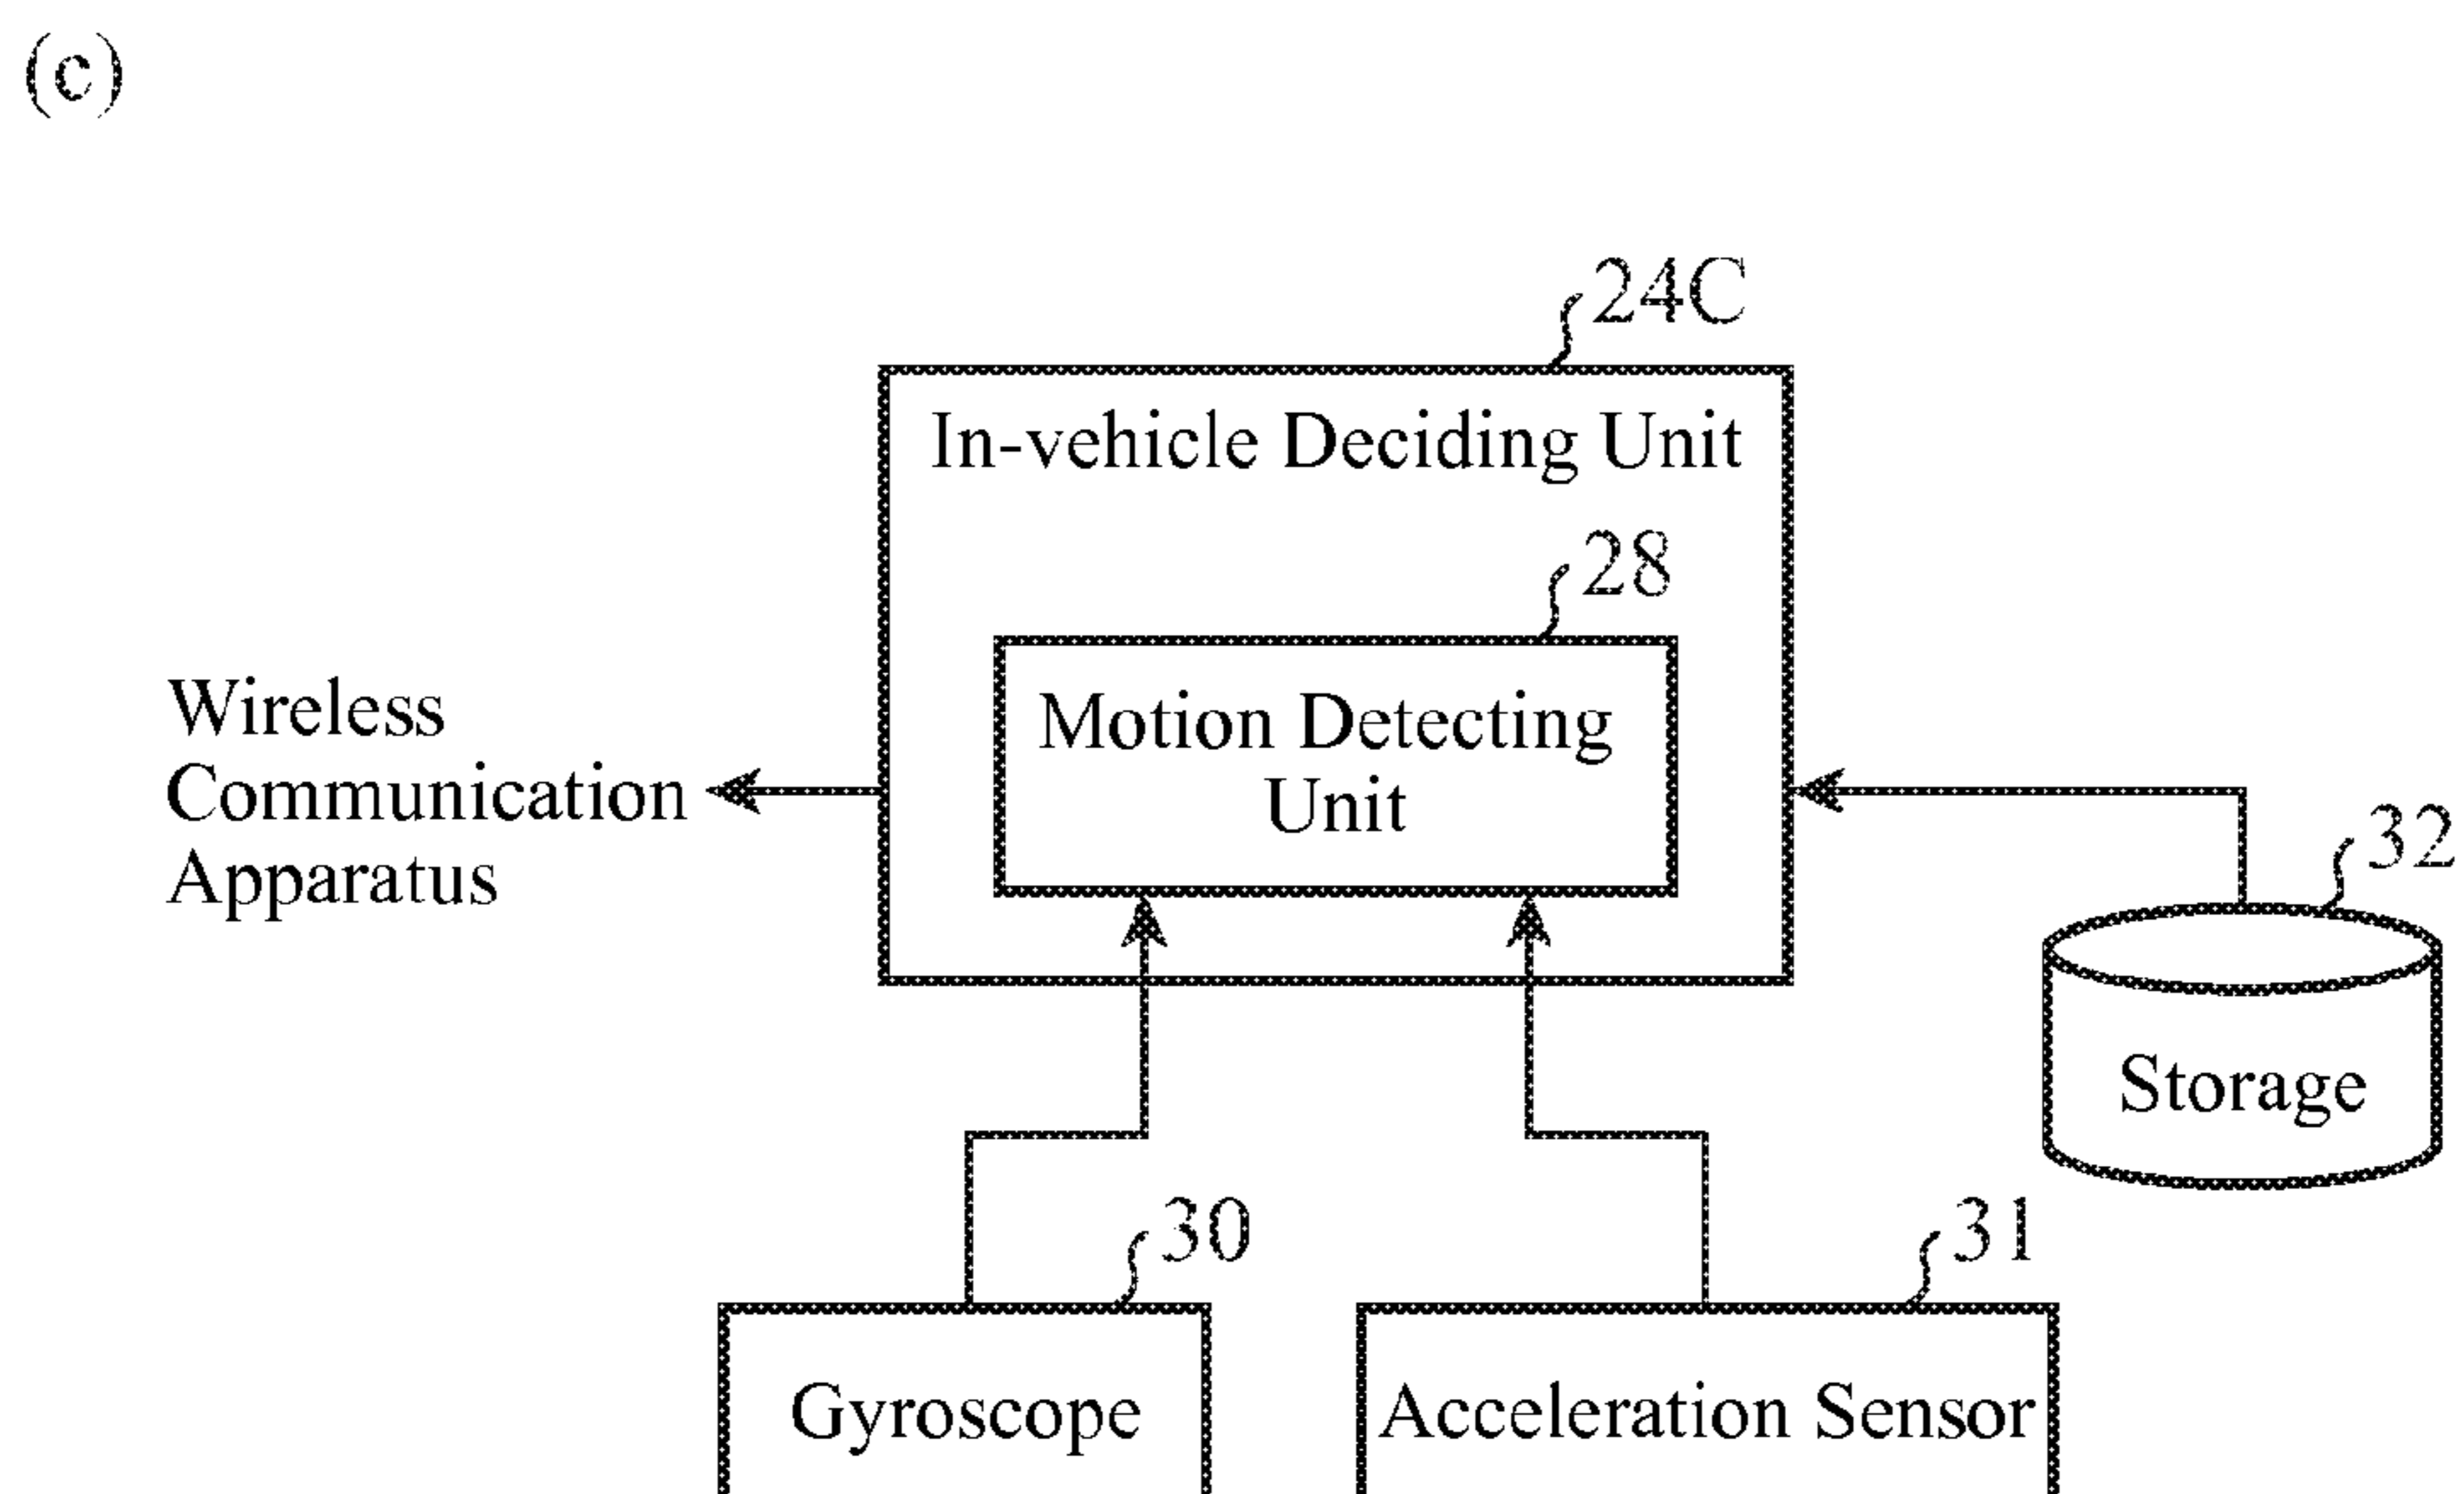 (c)
24C
In-vehicle Deciding Unit
28
Motion Detecting
Unit
Wireless
Communication
Apparatus
32
Storage
30
31
Gyroscope
Acceleration Sensor